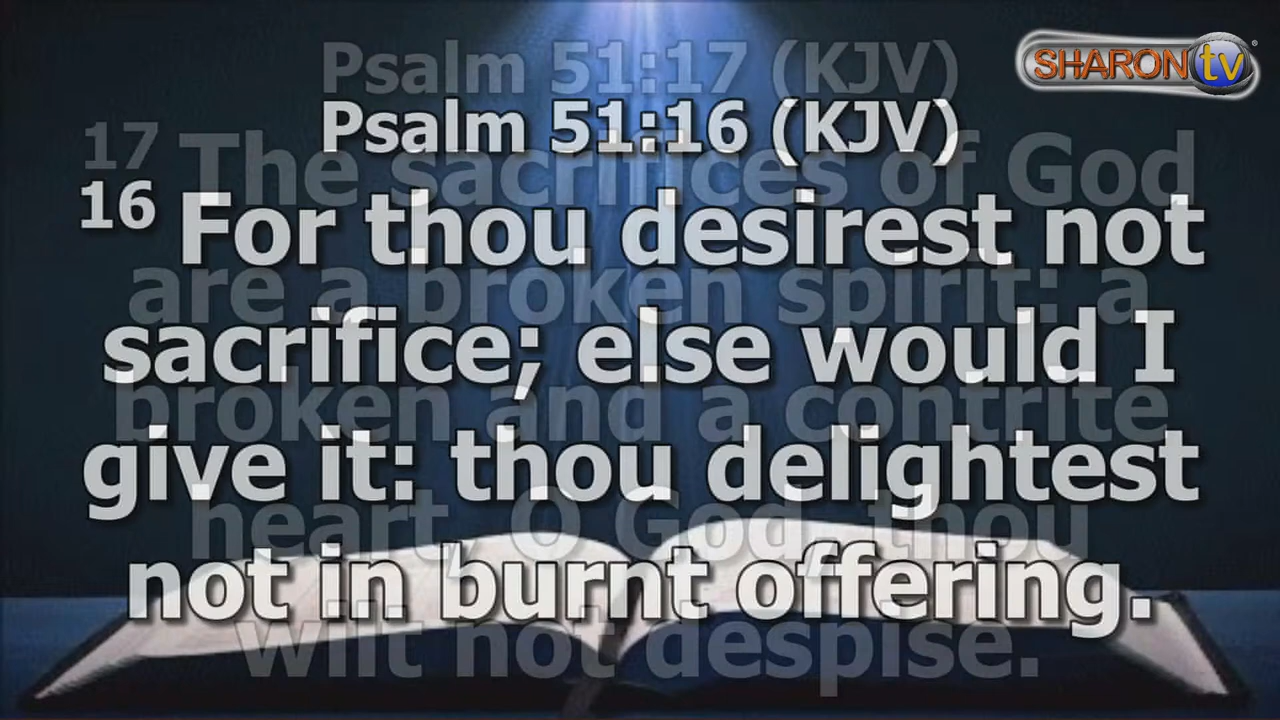 SHARON tv
Psalm 51:17 (KJV)
17 The sacrifices of God
are a broken spirit: a
broken and a contrite
heart, O God, thou
wilt not despise.
Psalm 51:16 (KJV)
16 For thou desirest not
sacrifice; else would I
give it: thou delightest
not in burnt offering.